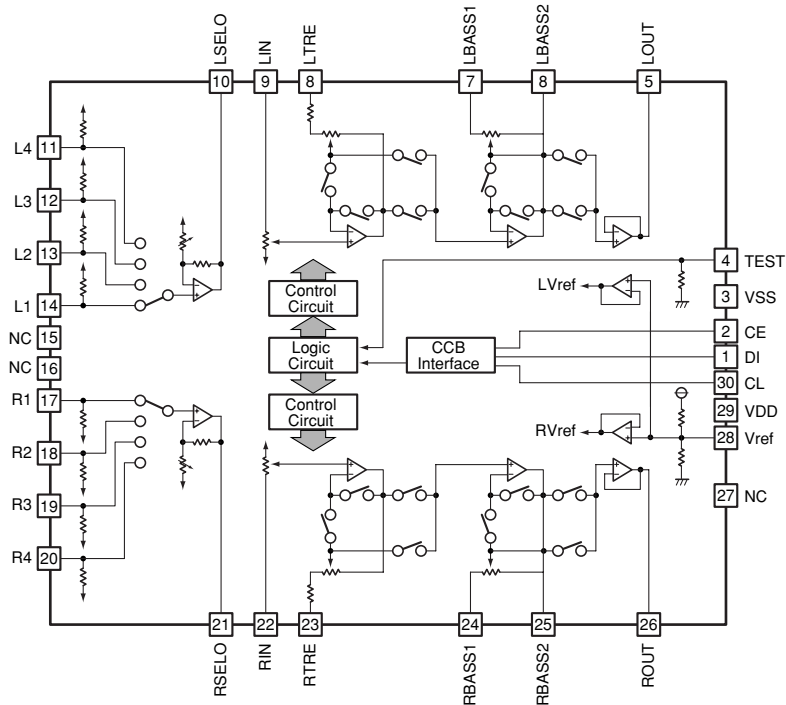 LSELO
LIN
LTRE
LBASS1
LBASS2
LOUT
10
9
8
7
8
5
L4 11
L3 12
L2 13
L1 14
NC 15
NC 16
R1 17
R2 18
R3 19
R4 20
Control
Circuit
Logic
Circuit
Control
Circuit
CCB
Interface
LVref
RVref
4 TEST
3 VSS
2 CE
1 DI
30 CL
29 VDD
28 Vref
27 NC
21
22
23
24
25
26
RSELO
RIN
RTRE
RBASS1
RBASS2
ROUT